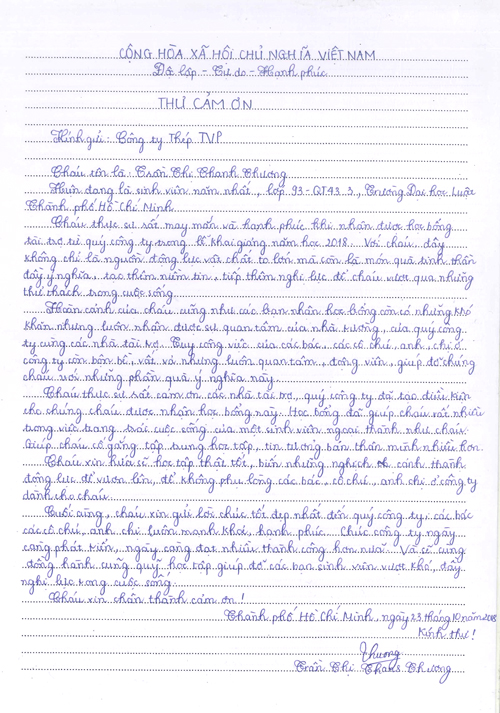 CỘNG HÒA XÃ HỘI CHỦ NGHĨA VIỆT NAM
Độc lập - Tự do - Hạnh phúc
THƯ CẢM ƠN
Kính gửi: Công ty Thép TVP
Cháu tên là: Trần Thị Thanh Thương
Hiện đang là sinh viên năm nhất, lớp 93-QT43.3, Trường Đại học Luật
Thành phố Hồ Chí Minh
Cháu thực sự rất may mắn và hạnh phúc khi nhận được học bổng
tài trợ từ quý công ty trong lễ khai giảng năm học 2018. Với cháu, đây
không chỉ là nguồn động lực vật chất to lớn mà còn là món quà tinh thần
đầy ý nghĩa, tạo thêm niềm tin, tiếp thêm nghị lực để cháu vượt qua những
thử thách trong cuộc sống.
Hoàn cảnh của cháu cũng như các bạn nhận học bổng còn có những khó
khăn nhưng luôn nhận được sự quan tâm của nhà trường, của quý công
ty cùng các nhà tài trợ. Tuy công việc của các bác, các cô chú, anh, chị ở
công ty còn bộn bề, vất vả nhưng luôn quan tâm, động viên, giúp đỡ chúng
cháu với những phần quà ý nghĩa này.
Cháu thực sự rất cảm ơn các nhà tài trợ, quý công ty đã tạo điều kiện
cho chúng cháu được nhận học bổng này. Học bổng đã giúp cháu rất nhiều
trong việc trang trải cuộc sống của một sinh viên ngoại thành như cháu.
Giúp cháu cố gắng tập trung học tập, tin tưởng bản thân mình nhiều hơn.
Cháu xin hứa sẽ học tập thật tốt, biến những nghịch cảnh thành
động lực để vươn lên, để không phụ lòng các bác, cô chú, anh chị ở công ty
dành cho cháu.
Cuối cùng, cháu xin gửi lời chúc tốt đẹp nhất đến quý công ty, các bác
các cô chú, anh chị luôn mạnh khoẻ, hạnh phúc. Chúc công ty ngày
càng phát triển, ngày càng đạt nhiều thành công hơn nữa. Và sẽ cùng
đồng hành cùng quỹ học tập giúp đỡ các bạn sinh viên vượt khó, đầy
nghị lực trong cuộc sống.
Cháu xin chân thành cảm ơn!
Thành phố Hồ Chí Minh, ngày 23 tháng 10 năm 2018
Kính thư!
Thương
Trần Thị Thanh Thương